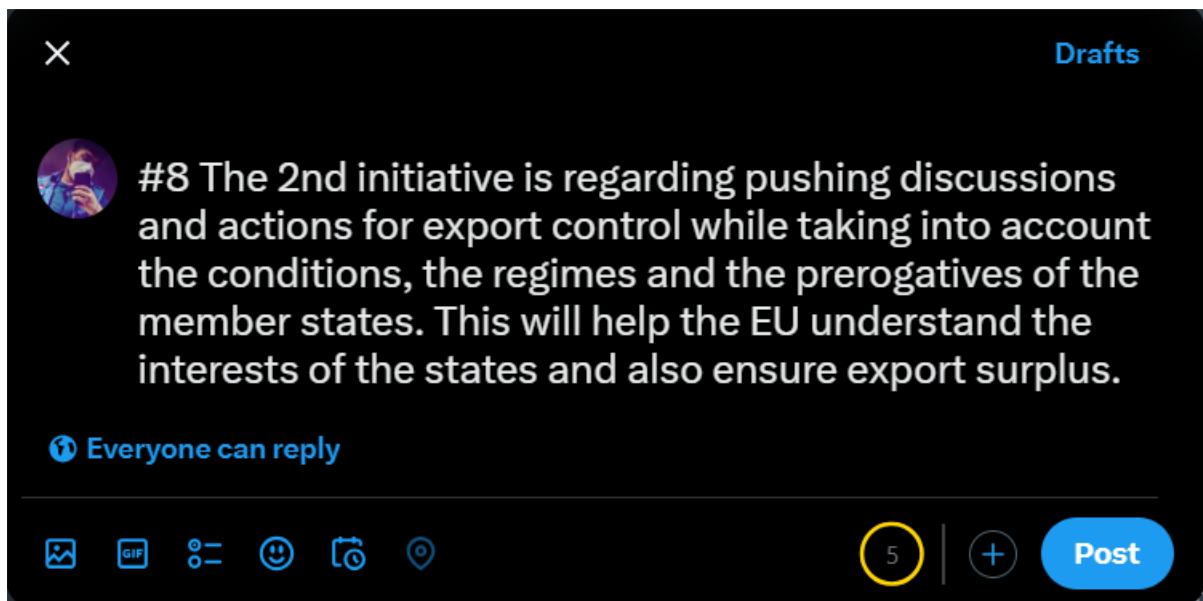 Drafts
#8 The 2nd initiative is regarding pushing discussions
and actions for export control while taking into account
the conditions, the regimes and the prerogatives of the
member states. This will help the EU understand the
interests of the states and also ensure export surplus.
Everyone can reply
GIF
5
Post